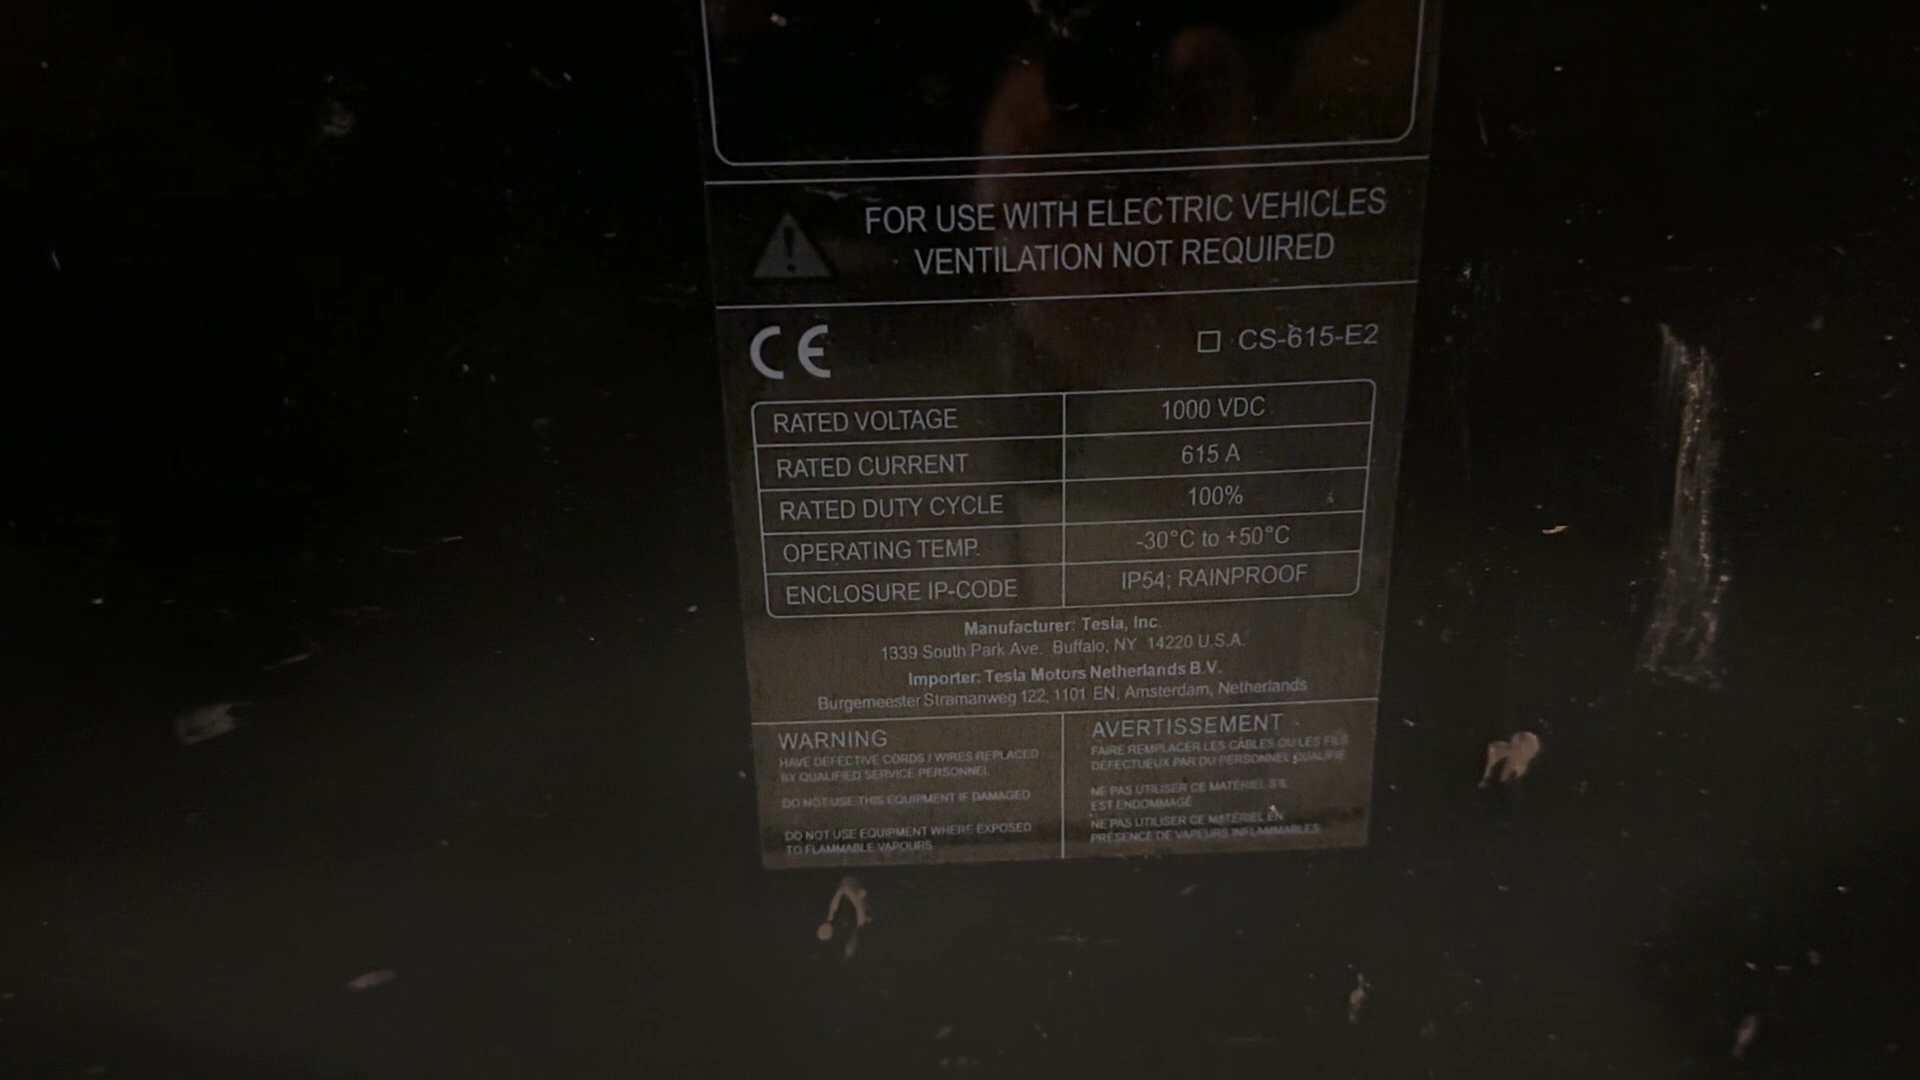 FOR USE WITH ELECTRIC VEHICLES
VENTILATION NOT REQUIRED
CE
CS-615-E2
RATED VOLTAGE 1000 VDC
RATED CURRENT 615 A
RATED DUTY CYCLE 100%
OPERATING TEMP. -30°C to +50°C
ENCLOSURE IP-CODE IP54; RAINPROOF
Manufacturer: Tesla, Inc.
1339 South Park Ave. Buffalo, NY 14220 U.S.A.
Importer: Tesla Motors Netherlands B.V.
Burgemeester Stramanweg 122, 1101 EN, Amsterdam, Netherlands
WARNING
HAVE DEFECTIVE CORDS / WIRES REPLACED
BY QUALIFIED SERVICE PERSONNEL
DO NOT USE THIS EQUIPMENT IF DAMAGED
DO NOT USE EQUIPMENT WHERE EXPOSED
TO FLAMMABLE VAPOURS
AVERTISSEMENT
FAIRE REMPLACER LES CÂBLES OU LES FILS
DÉFECTUEUX PAR DU PERSONNEL QUALIFIÉ
NE PAS UTILISER CE MATÉRIEL S'IL
EST ENDOMMAGÉ
NE PAS UTILISER CE MATÉRIEL EN
PRÉSENCE DE VAPEURS INFLAMMABLES